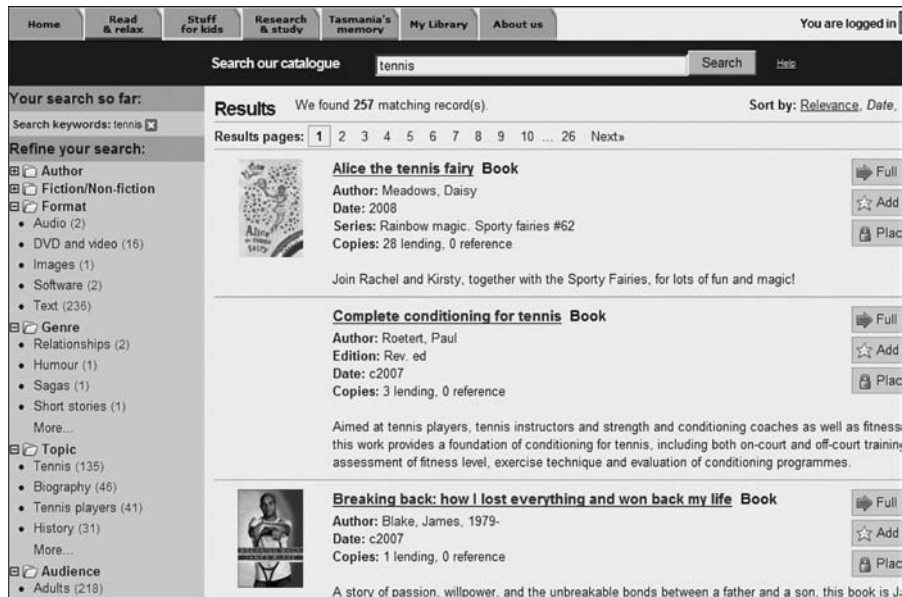 Home
Read & relax
Stuff for kids
Research & study
Tasmania's memory
My Library
About us
You are logged in
Search our catalogue tennis Search Help
Your search so far:
Search keywords: tennis
Refine your search:
Author
Fiction/Non-fiction
Format
Audio (2)
DVD and video (16)
Images (1)
Software (2)
Text (236)
Genre
Relationships (2)
Humour (1)
Sagas (1)
Short stories (1)
More...
Topic
Tennis (135)
Biography (46)
Tennis players (41)
History (31)
More...
Audience
Adults (218)
Results We found 257 matching record(s). Sort by: Relevance, Date,
Results pages: 1 2 3 4 5 6 7 8 9 10 ... 26 Next»
Alice the tennis fairy Book
Author: Meadows, Daisy
Date: 2008
Series: Rainbow magic. Sporty fairies #62
Copies: 28 lending, 0 reference
Join Rachel and Kirsty, together with the Sporty Fairies, for lots of fun and magic!
Full
Add
Plac
Complete conditioning for tennis Book
Author: Roetert, Paul
Edition: Rev. ed
Date: c2007
Copies: 3 lending, 0 reference
Aimed at tennis players, tennis instructors and strength and conditioning coaches as well as fitness
this work provides a foundation of conditioning for tennis, including both on-court and off-court training
assessment of fitness level, exercise technique and evaluation of conditioning programmes.
Full
Add
Plac
Breaking back: how I lost everything and won back my life Book
Author: Blake, James, 1979-
Date: c2007
Copies: 1 lending, 0 reference
A story of passion, willpower, and the unbreakable bonds between a father and a son, this book is J
Full
Add
Plac